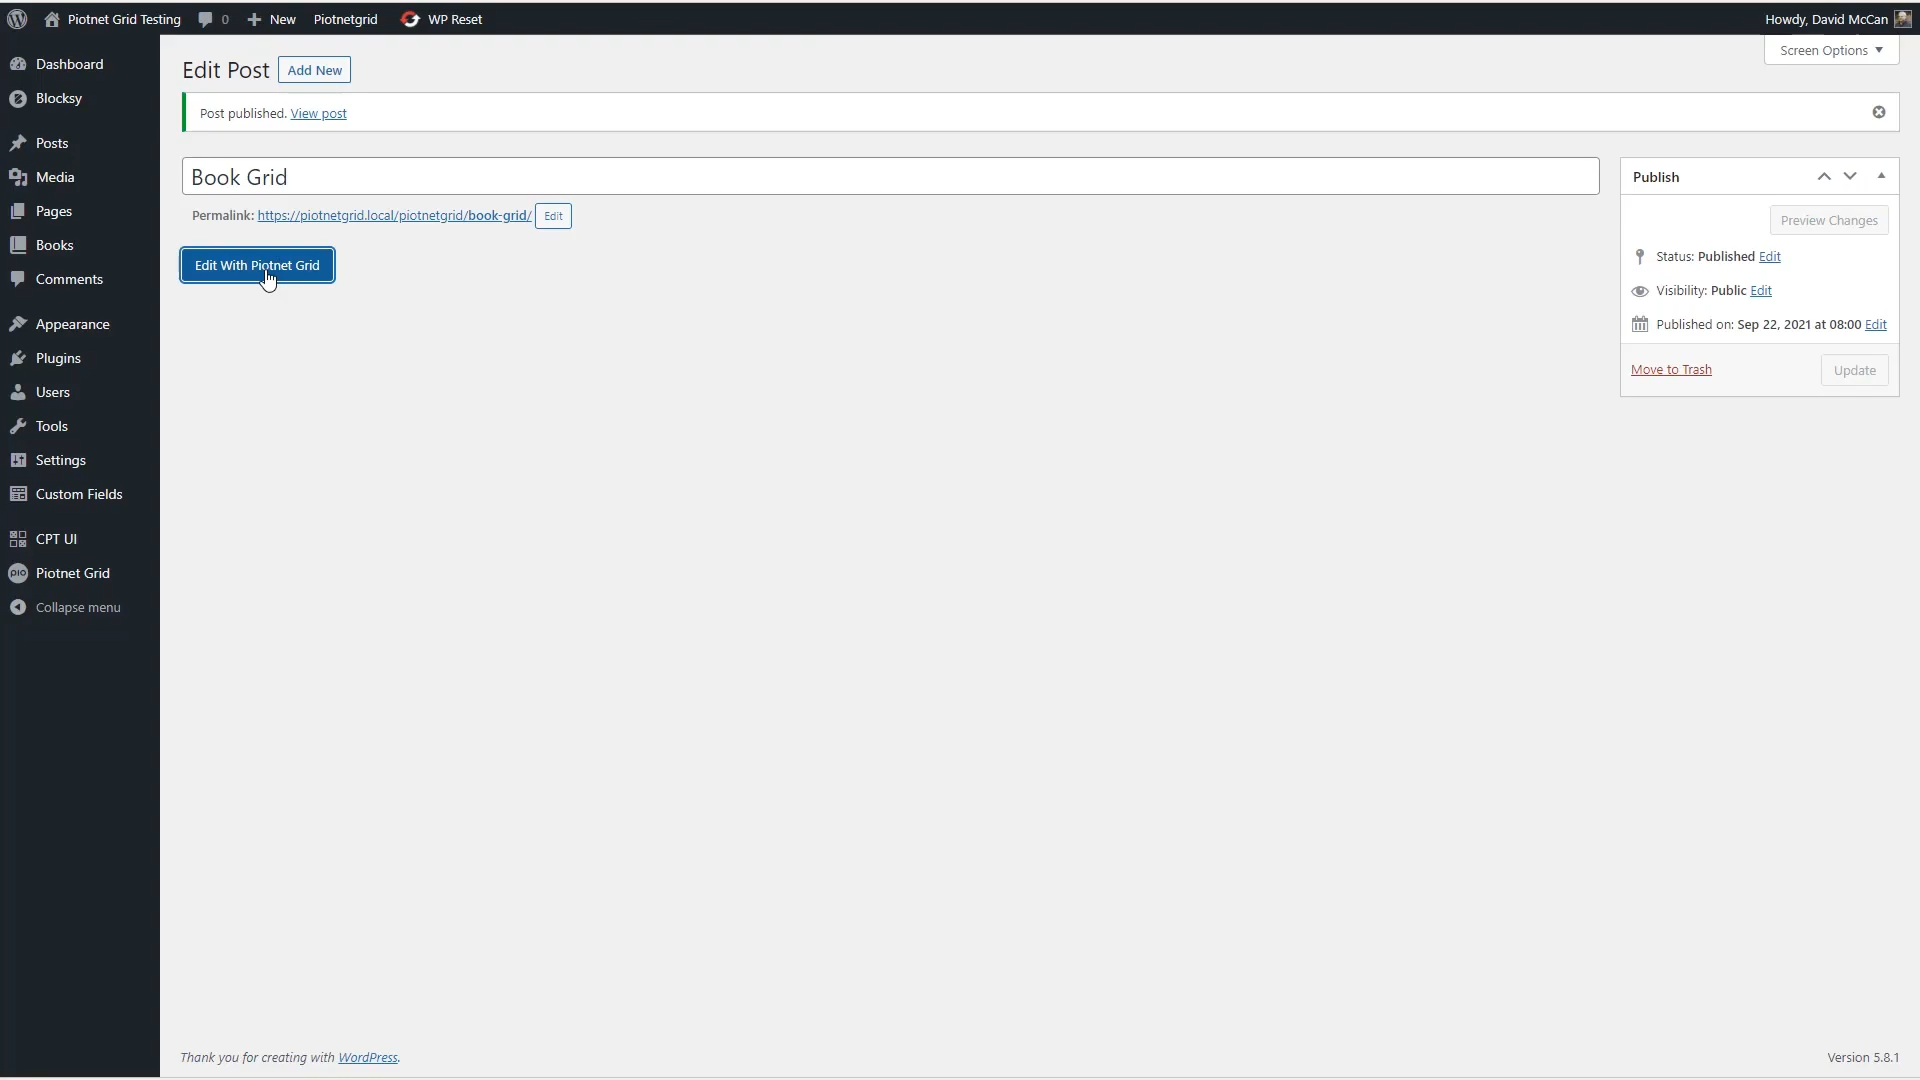 Piotnet Grid Testing 0 New Piotnetgrid WP Reset Howdy, David McCan
Screen Options
Dashboard
Blocksy
Posts
Media
Pages
Books
Comments
Appearance
Plugins
Users
Tools
Settings
Custom Fields
CPT UI
pio Piotnet Grid
Collapse menu
Edit Post Add New
Post published. View post
Book Grid
Permalink: https://piotnetgrid.local/piotnetgrid/book-grid/ Edit
Edit With Piotnet Grid
Publish
Preview Changes
Status: Published Edit
Visibility: Public Edit
Published on: Sep 22, 2021 at 08:00 Edit
Move to Trash Update
Thank you for creating with WordPress. Version 5.8.1